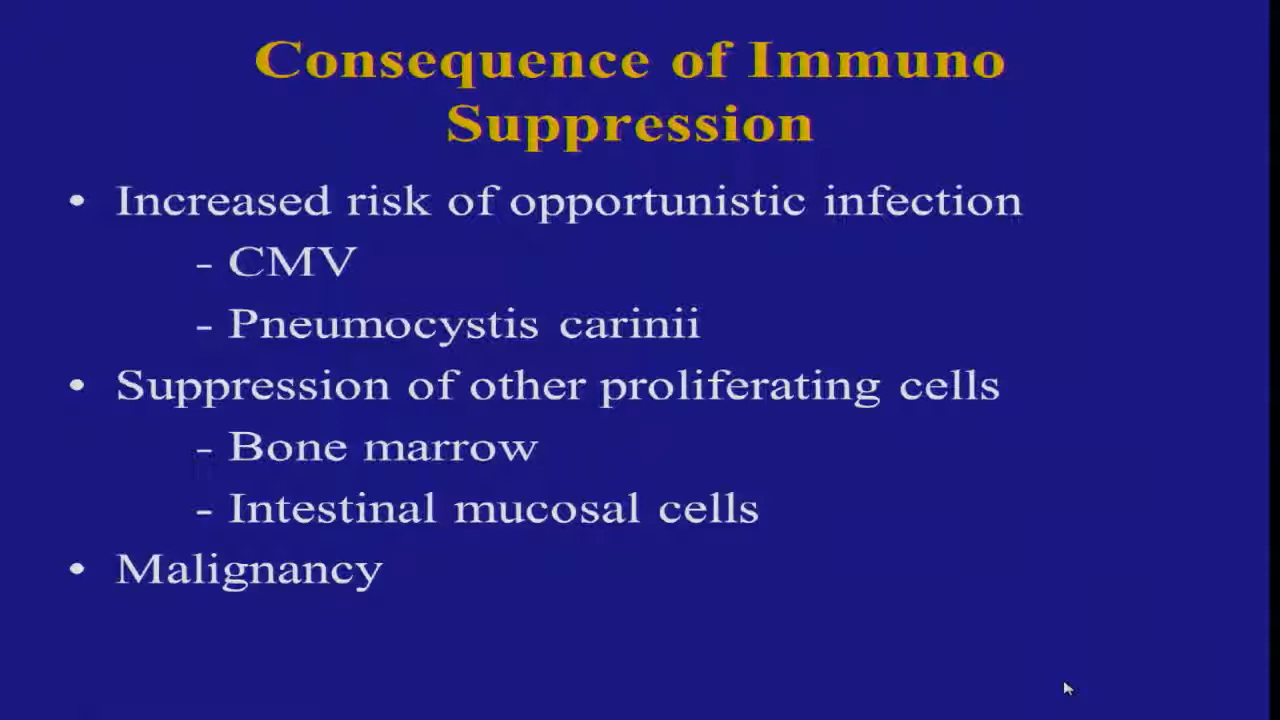 Consequence of Immuno
Suppression
• Increased risk of opportunistic infection
- CMV
- Pneumocystis carinii
• Suppression of other proliferating cells
- Bone marrow
- Intestinal mucosal cells
• Malignancy